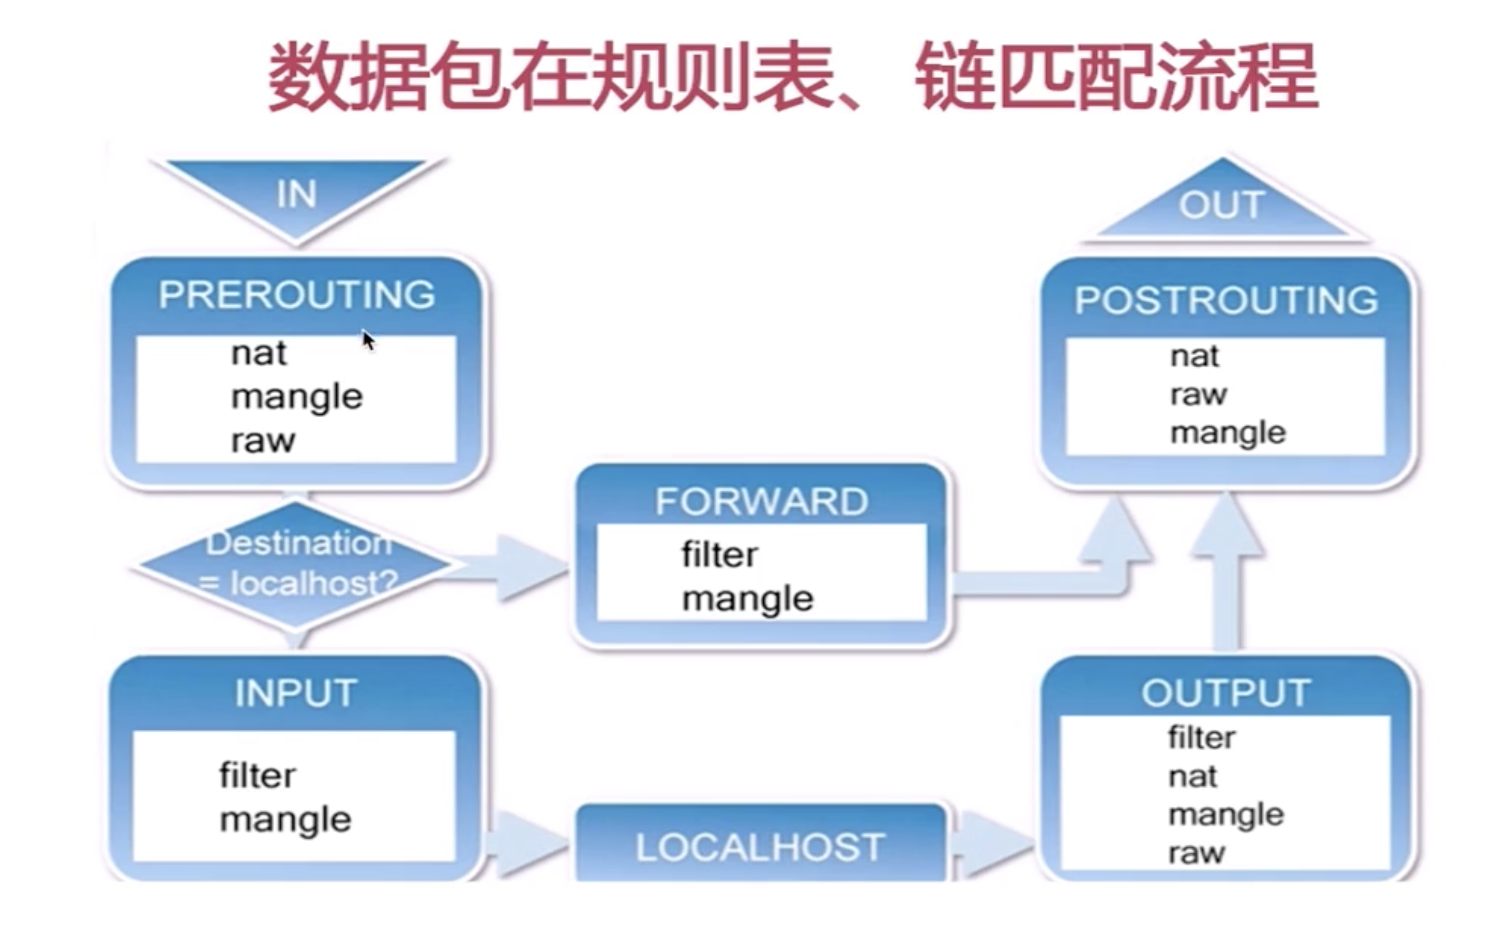 数据包在规则表、链匹配流程
IN
PREROUTING
nat
mangle
raw
Destination
= localhost?
INPUT
filter
mangle
FORWARD
filter
mangle
LOCALHOST
OUT
POSTROUTING
nat
raw
mangle
OUTPUT
filter
nat
mangle
raw